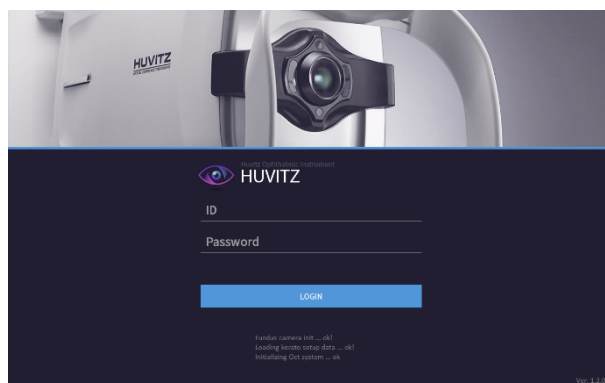 HUVITZ
Huvitz Ophthalmic Instrument
HUVITZ
ID
Password
LOGIN
Fundus camera init ... ok!
Loading kerato setup data ... ok!
Initializing Oct system ... ok